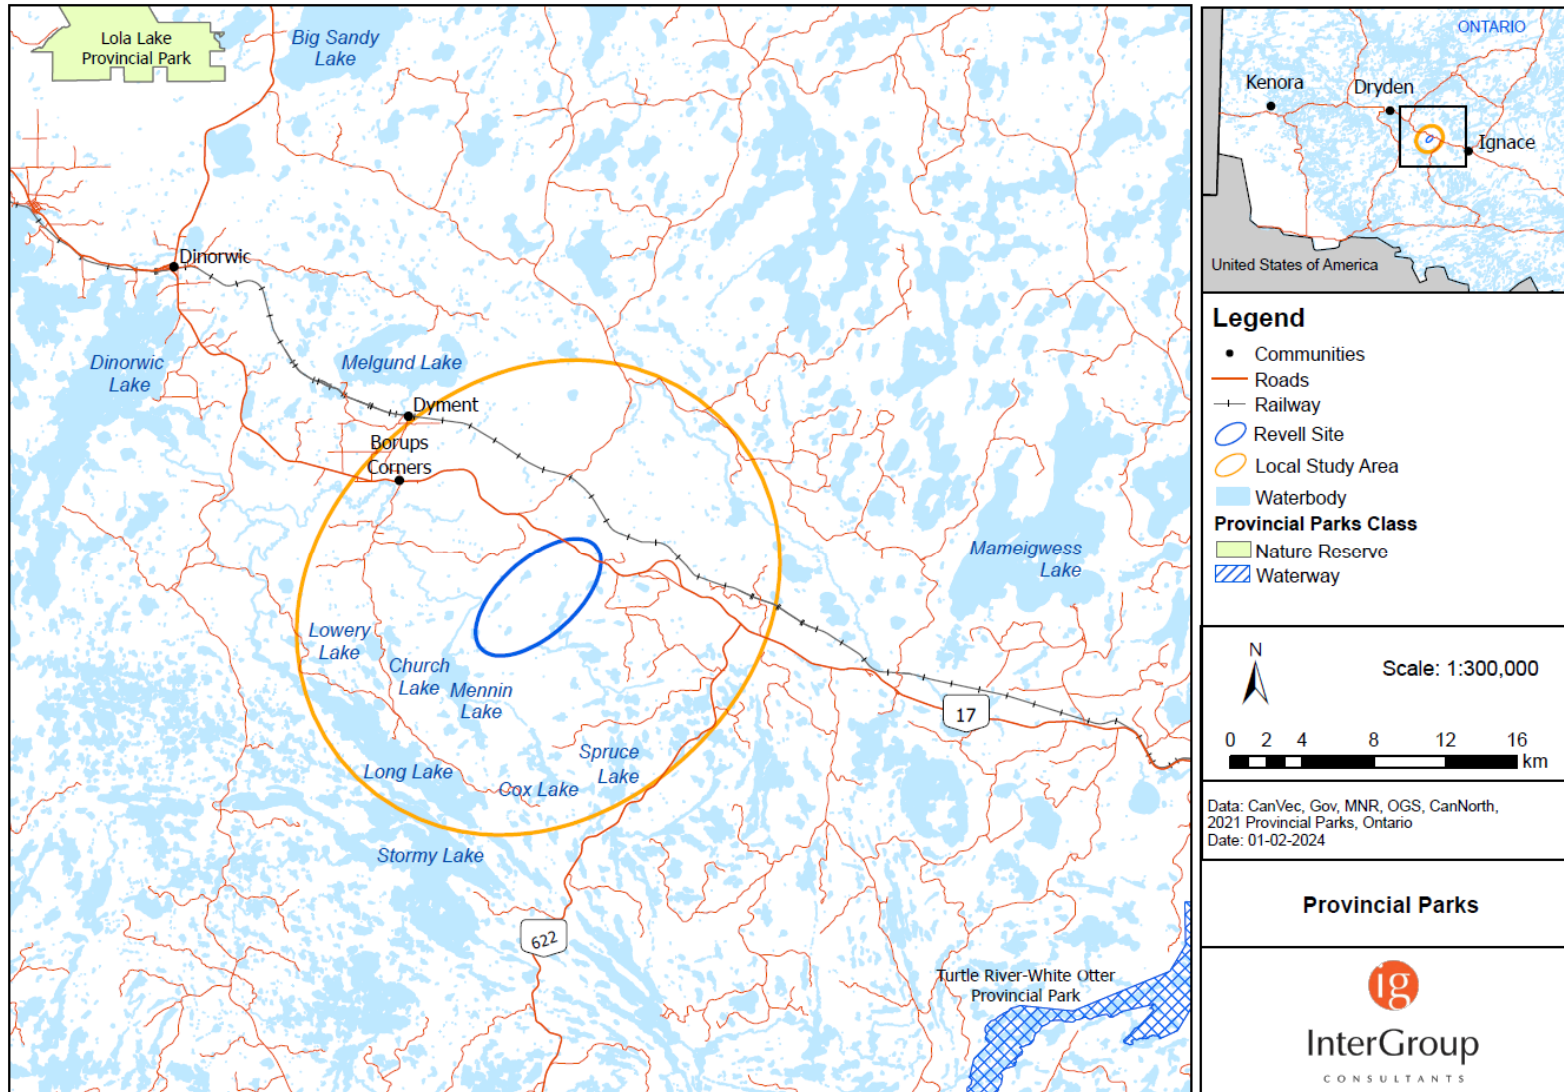 Lola Lake
Provincial Park
Big Sandy
Lake
Dinorwic
Dinorwic
Lake
Melgund Lake
Dyment
Borups
Corners
Mameigwess
Lake
Lowery
Lake
Church
Lake
Mennin
Lake
17
Spruce
Lake
Long Lake
Cox Lake
Stormy Lake
622
Turtle River-White Otter
Provincial Park
ONTARIO
Kenora
Dryden
Ignace
United States of America
Legend
Communities
Roads
Railway
Revell Site
Local Study Area
Waterbody
Provincial Parks Class
Nature Reserve
Waterway
N
Scale: 1:300,000
0 2 4 8 12 16
km
Data: CanVec, Gov, MNR, OGS, CanNorth,
2021 Provincial Parks, Ontario
Date: 01-02-2024
Provincial Parks
ig
InterGroup
CONSULTANTS